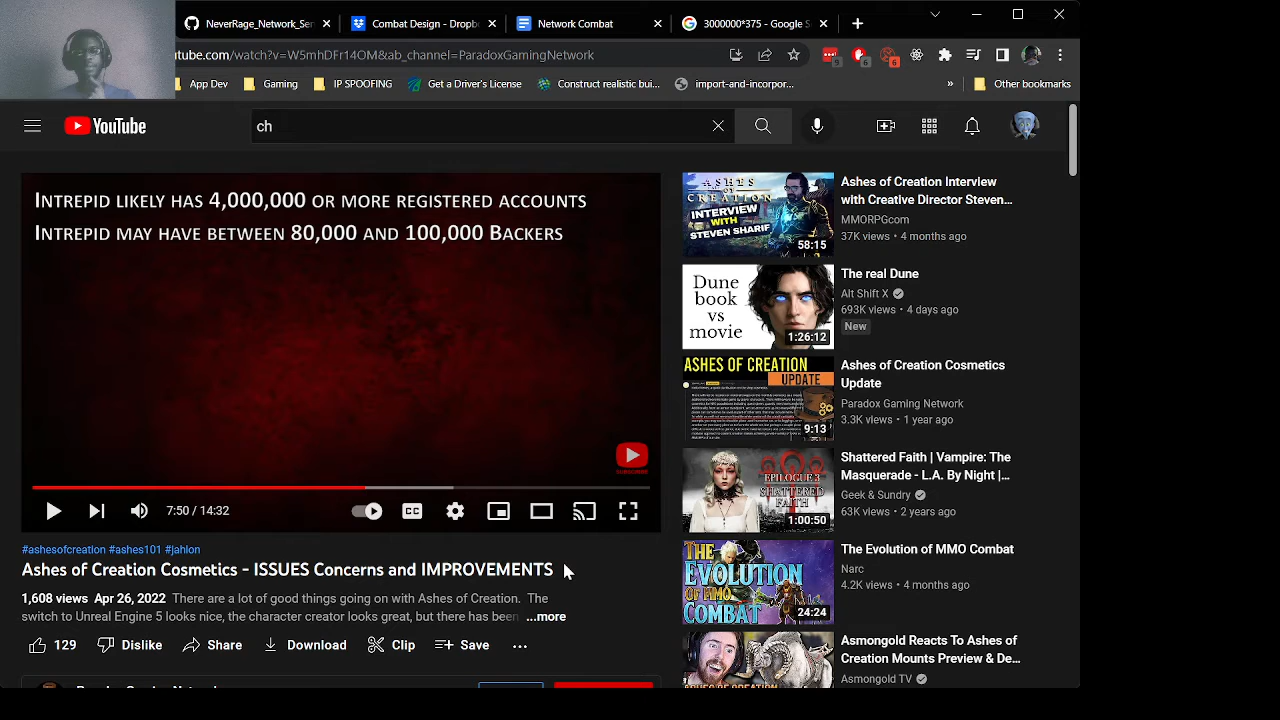 NeverRage_Network_Ser
Combat Design - Dropb
Network Combat
3000000*375 - Google S
tube.com/watch?v=W5mhDFr14OM&ab_channel=ParadoxGamingNetwork
9
6
6
App Dev
Gaming
IP SPOOFING
Get a Driver's License
Construct realistic bui...
import-and-incorpor...
»
Other bookmarks
YouTube
ch
INTREPID LIKELY HAS 4,000,000 OR MORE REGISTERED ACCOUNTS
INTREPID MAY HAVE BETWEEN 80,000 AND 100,000 BACKERS
SUBSCRIBE
7:50 / 14:32
CC
#ashesofcreation #ashes101 #jahlon
Ashes of Creation Cosmetics - ISSUES Concerns and IMPROVEMENTS
1,608 views Apr 26, 2022 There are a lot of good things going on with Ashes of Creation. The
switch to Unreal Engine 5 looks nice, the character creator looks great, but there has been ...more
129
Dislike
Share
Download
Clip
Save
ASHES
OF
CREATION
INTERVIEW
WITH
STEVEN SHARIF
58:15
Ashes of Creation Interview
with Creative Director Steven...
MMORPGcom
37K views • 4 months ago
Dune
book
vs
movie
1:26:12
The real Dune
Alt Shift X
693K views • 4 days ago
New
ASHES OF CREATION
UPDATE
9:13
Ashes of Creation Cosmetics
Update
Paradox Gaming Network
3.3K views • 1 year ago
EPILOGUE 3
SHATTERED
FAITH
1:00:50
Shattered Faith | Vampire: The
Masquerade - L.A. By Night |...
Geek & Sundry
63K views • 2 years ago
THE
EVOLUTION
OF MMO
COMBAT
24:24
The Evolution of MMO Combat
Narc
4.2K views • 4 months ago
Asmongold Reacts To Ashes of
Creation Mounts Preview & De...
Asmongold TV